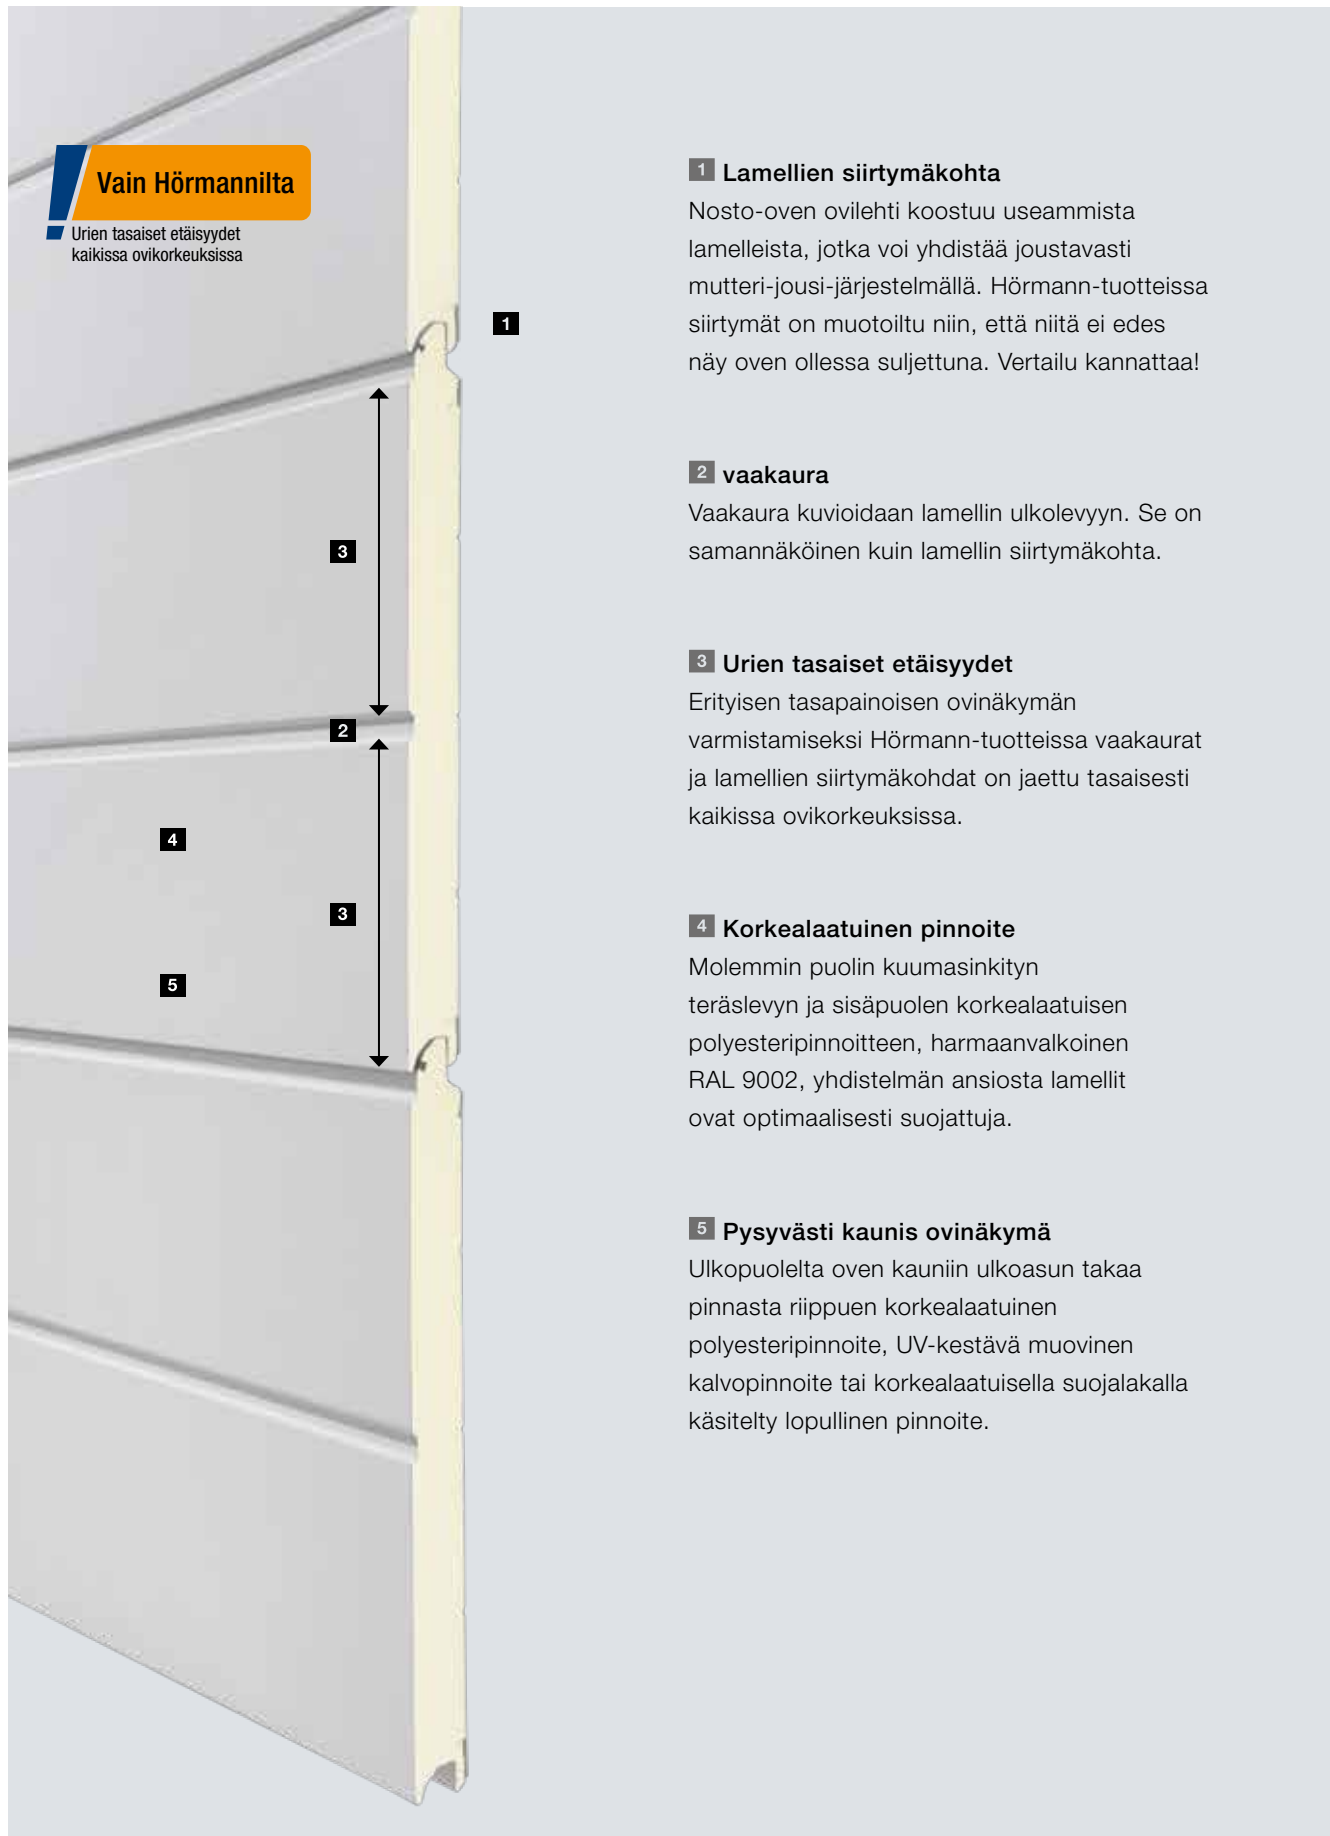 Vain Hörmannilta
Urien tasaiset etäisyydet
kaikissa ovikorkeuksissa
1
3
2
4
3
5
1 Lamellien siirtymäkohta
Nosto-oven ovilehti koostuu useammista
lamelleista, jotka voi yhdistää joustavasti
mutteri-jousi-järjestelmällä. Hörmann-tuotteissa
siirtymät on muotoiltu niin, että niitä ei edes
näy oven ollessa suljettuna. Vertailu kannattaa!
2 vaakaura
Vaakaura kuvioidaan lamellin ulkolevyyn. Se on
samannäköinen kuin lamellin siirtymäkohta.
3 Urien tasaiset etäisyydet
Erityisen tasapainoisen ovinäkymän
varmistamiseksi Hörmann-tuotteissa vaakaurat
ja lamellien siirtymäkohdat on jaettu tasaisesti
kaikissa ovikorkeuksissa.
4 Korkealaatuinen pinnoite
Molemmin puolin kuumasinkityn
teräslevyn ja sisäpuolen korkealaatuisen
polyesteripinnoitteen, harmaanvalkoinen
RAL 9002, yhdistelmän ansiosta lamellit
ovat optimaalisesti suojattuja.
5 Pysyvästi kaunis ovinäkymä
Ulkopuolelta oven kauniin ulkoasun takaa
pinnasta riippuen korkealaatuinen
polyesteripinnoite, UV-kestävä muovinen
kalvopinnoite tai korkealaatuisella suojalakalla
käsitelty lopullinen pinnoite.